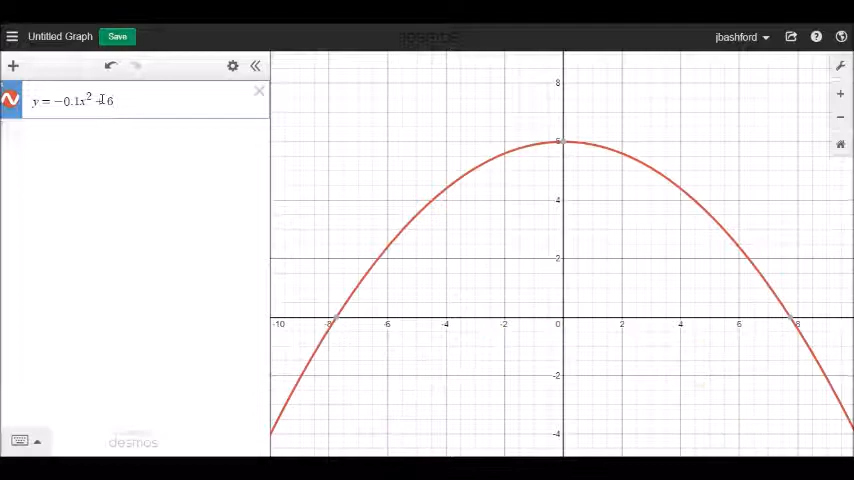 Untitled Graph Save
jbashford
y = −0.1x² + 6
8
6
4
2
-10 -8 -6 -4 -2 0 2 4 6 8
-2
-4
desmos